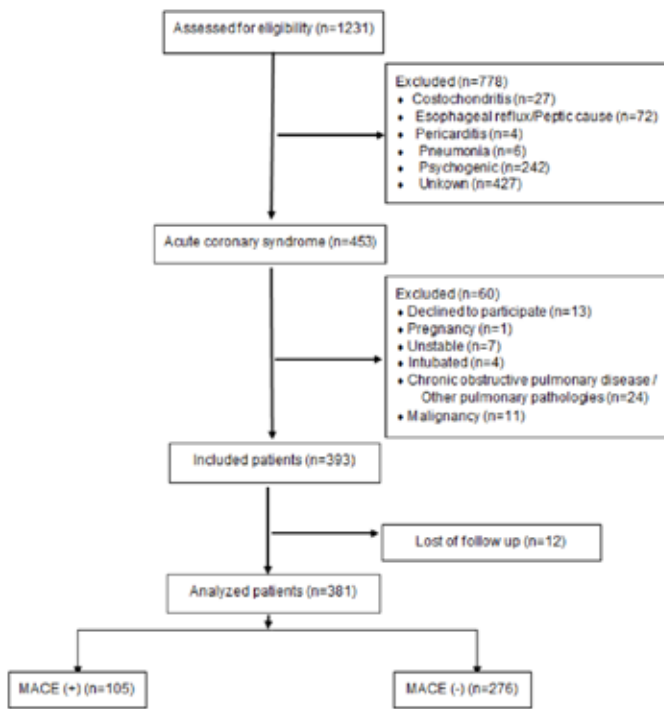 Assessed for eligibility (n=1231)
Excluded (n=778)
♦ Costochondritis (n=27)
♦ Esophageal reflux/Peptic cause (n=72)
♦ Pericarditis (n=4)
♦ Pneumonia (n=6)
♦ Psychogenic (n=242)
♦ Unkown (n=427)
Acute coronary syndrome (n=453)
Excluded (n=60)
♦ Declined to participate (n=13)
♦ Pregnancy (n=1)
♦ Unstable (n=7)
♦ Intubated (n=4)
♦ Chronic obstructive pulmonary disease /
Other pulmonary pathologies (n=24)
♦ Malignancy (n=11)
Included patients (n=393)
Lost of follow up (n=12)
Analyzed patients (n=381)
MACE (+) (n=105)
MACE (-) (n=276)